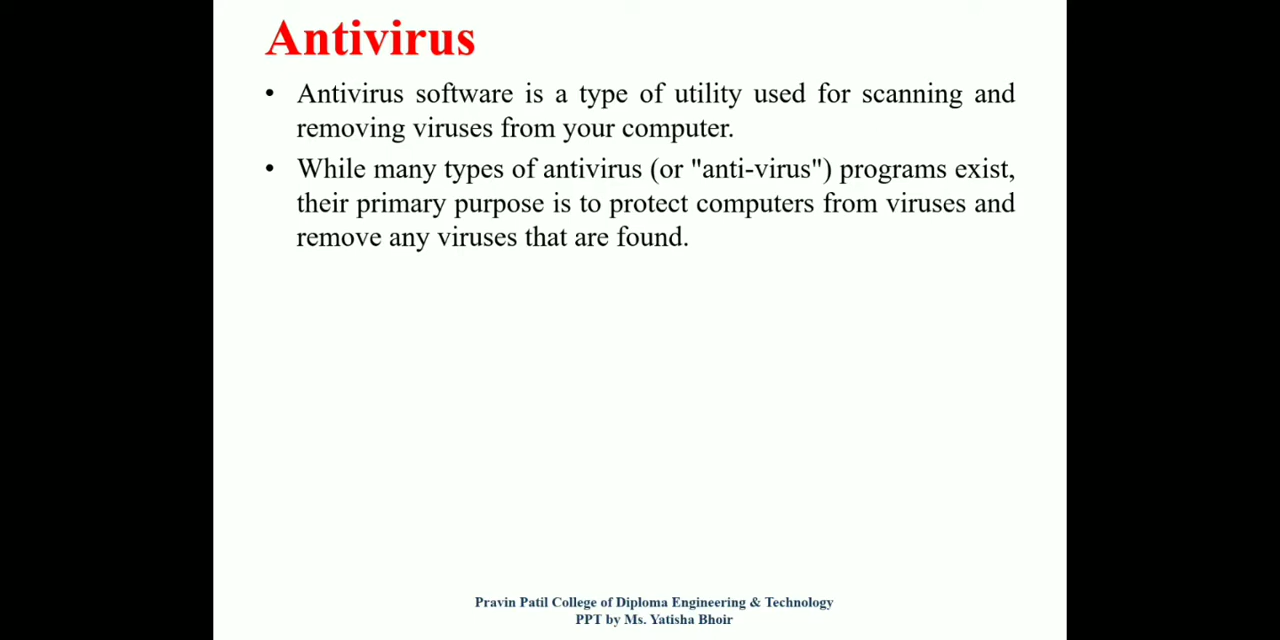 Antivirus
• Antivirus software is a type of utility used for scanning and
removing viruses from your computer.
• While many types of antivirus (or "anti-virus") programs exist,
their primary purpose is to protect computers from viruses and
remove any viruses that are found.
Pravin Patil College of Diploma Engineering & Technology
PPT by Ms. Yatisha Bhoir